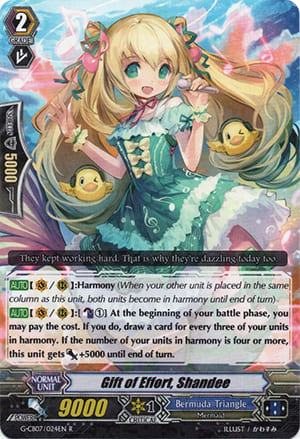 2
GRADE
5000
They kept working hard. That is why they're dazzling today too.
AUTO[ / ]:Harmony (When your other unit is placed in the same
column as this unit, both units become in harmony until end of turn)
AUTO[ / ]:[ (1)] At the beginning of your battle phase, you
may pay the cost. If you do, draw a card for every three of your units
in harmony. If the number of your units in harmony is four or more,
this unit gets +5000 until end of turn.
NORMAL
UNIT
Gift of Effort, Shandee
POWER
9000
1
CRITICAL
Bermuda Triangle
Mermaid
G-CB07/024EN R
ILLUST / かわすみ